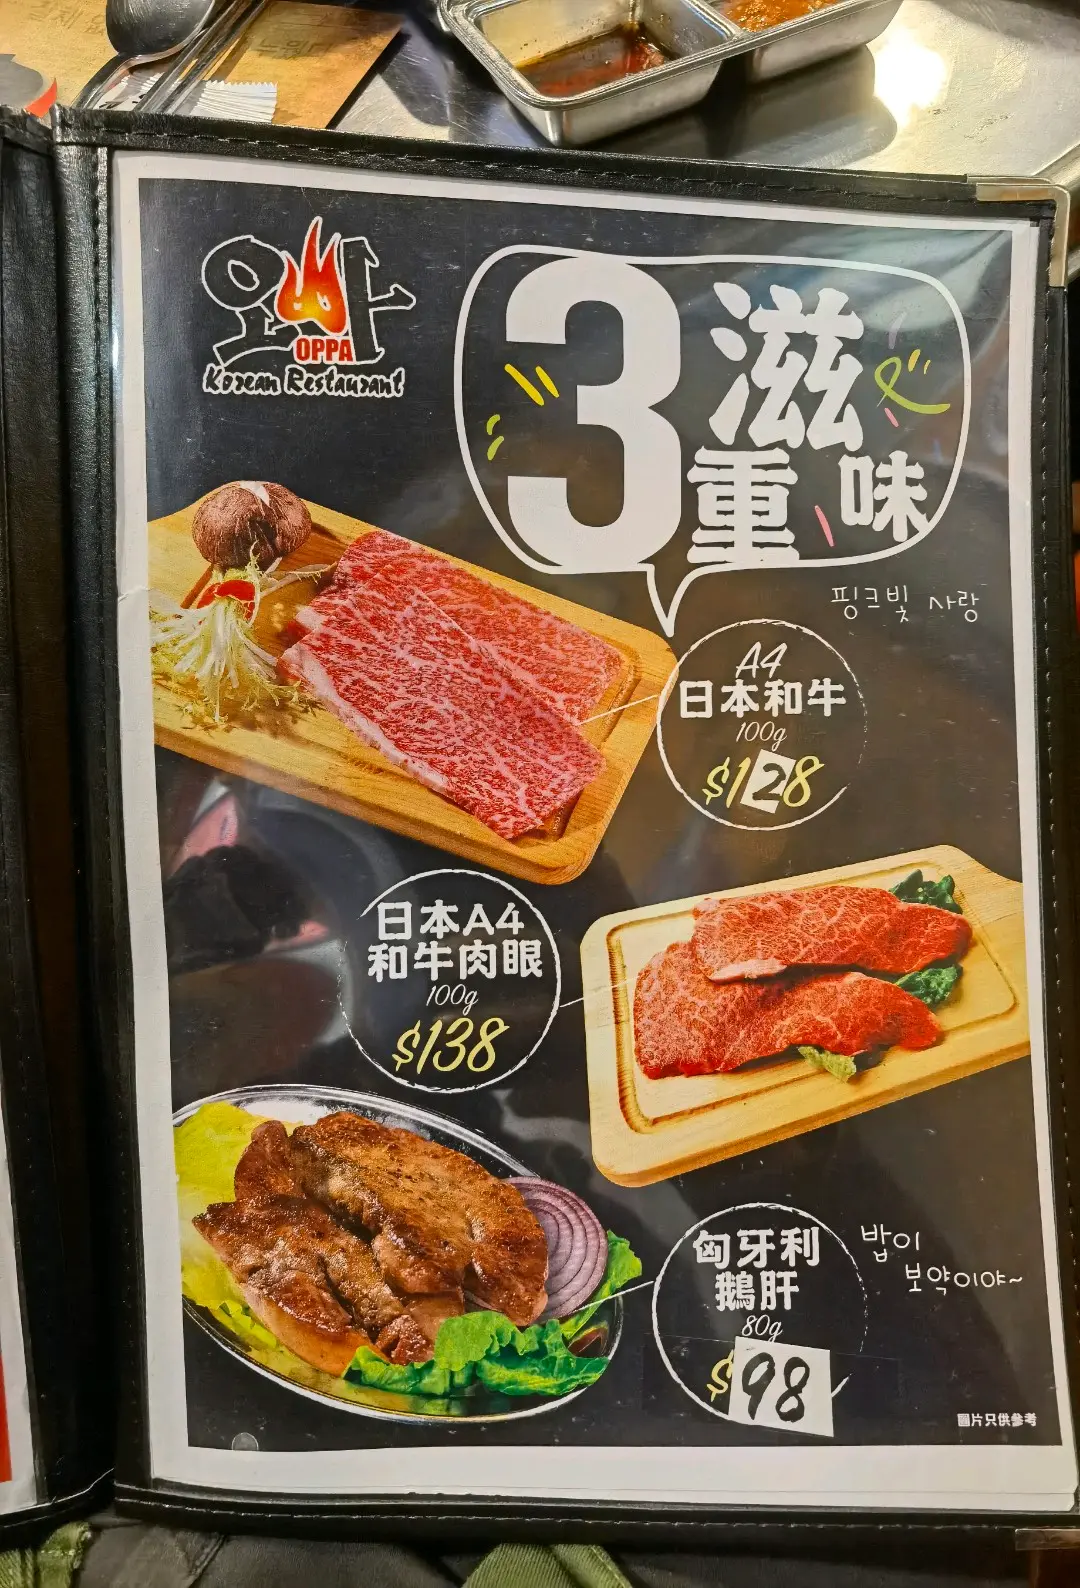 오빠
OPPA
Korean Restaurant
3重滋味
핑크빛 사랑
A4
日本和牛
100g
$128
日本A4
和牛肉眼
100g
$138
匈牙利
鵝肝
80g
$98
밥이
보약이야~
圖片只供參考